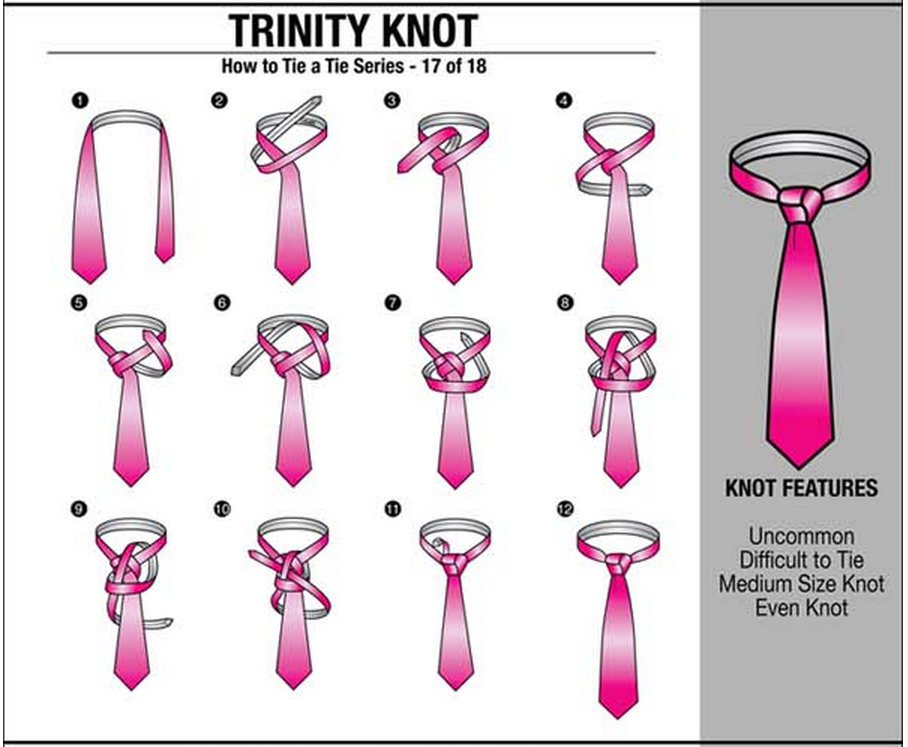 TRINITY KNOT
How to Tie a Tie Series - 17 of 18
1
2
3
4
5
6
7
8
9
10
11
12
KNOT FEATURES
Uncommon
Difficult to Tie
Medium Size Knot
Even Knot